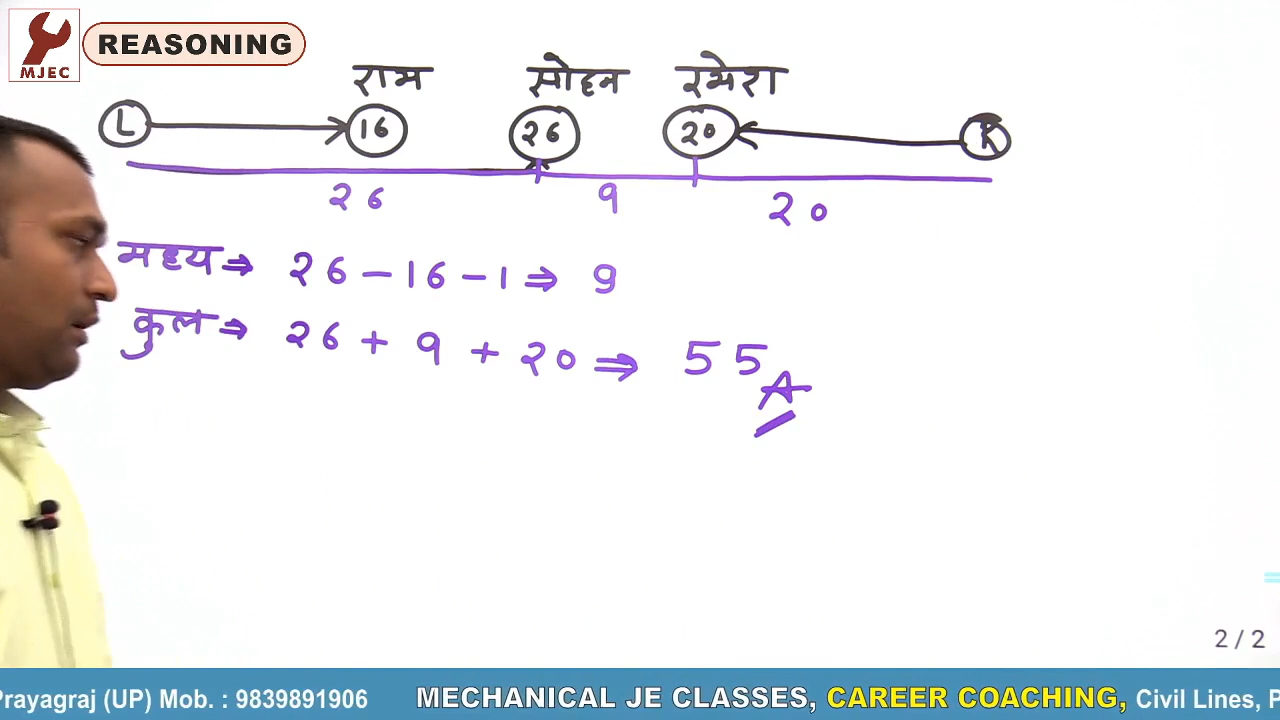 MJEC
REASONING
राम सोहन रमेश
L 16 26 20 R
26 9 20
मध्य ⇒ 26 – 16 – 1 ⇒ 9
कुल ⇒ 26 + 9 + 20 ⇒ 55 A
2 / 2
Prayagraj (UP) Mob. : 9839891906 MECHANICAL JE CLASSES, CAREER COACHING, Civil Lines, P